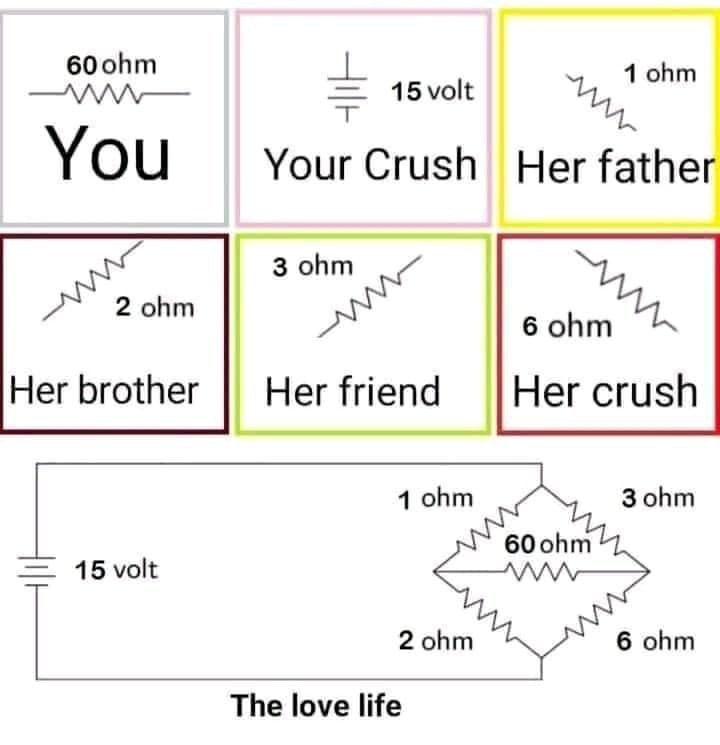 60 ohm
You
15 volt
Your Crush
1 ohm
Her father
2 ohm
Her brother
3 ohm
Her friend
6 ohm
Her crush
1 ohm
3 ohm
60 ohm
15 volt
2 ohm
6 ohm
The love life